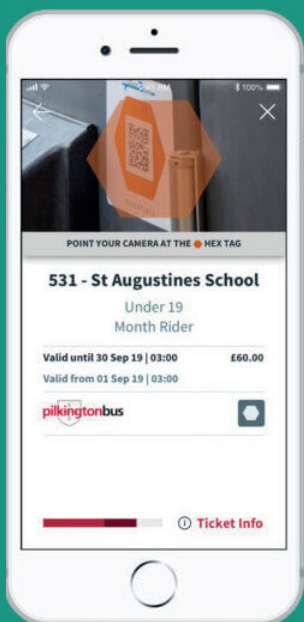 100%
POINT YOUR CAMERA AT THE HEX TAG
531 - St Augustines School
Under 19
Month Rider
Valid until 30 Sep 19 | 03:00 £60.00
Valid from 01 Sep 19 | 03:00
pilkingtonbus
Ticket Info